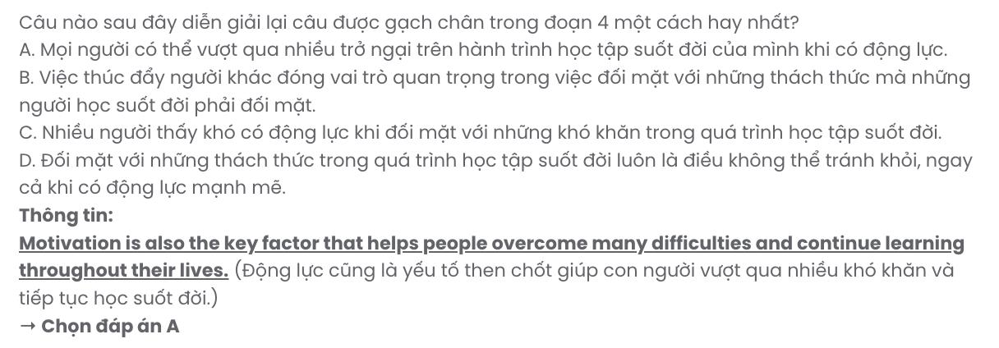 Câu nào sau đây diễn giải lại câu được gạch chân trong đoạn 4 một cách hay nhất?
A. Mọi người có thể vượt qua nhiều trở ngại trên hành trình học tập suốt đời của mình khi có động lực.
B. Việc thúc đẩy người khác đóng vai trò quan trọng trong việc đối mặt với những thách thức mà những
người học suốt đời phải đối mặt.
C. Nhiều người thấy khó có động lực khi đối mặt với những khó khăn trong quá trình học tập suốt đời.
D. Đối mặt với những thách thức trong quá trình học tập suốt đời luôn là điều không thể tránh khỏi, ngay
cả khi có động lực mạnh mẽ.
Thông tin:
Motivation is also the key factor that helps people overcome many difficulties and continue learning
throughout their lives. (Động lực cũng là yếu tố then chốt giúp con người vượt qua nhiều khó khăn và
tiếp tục học suốt đời.)
→ Chọn đáp án A